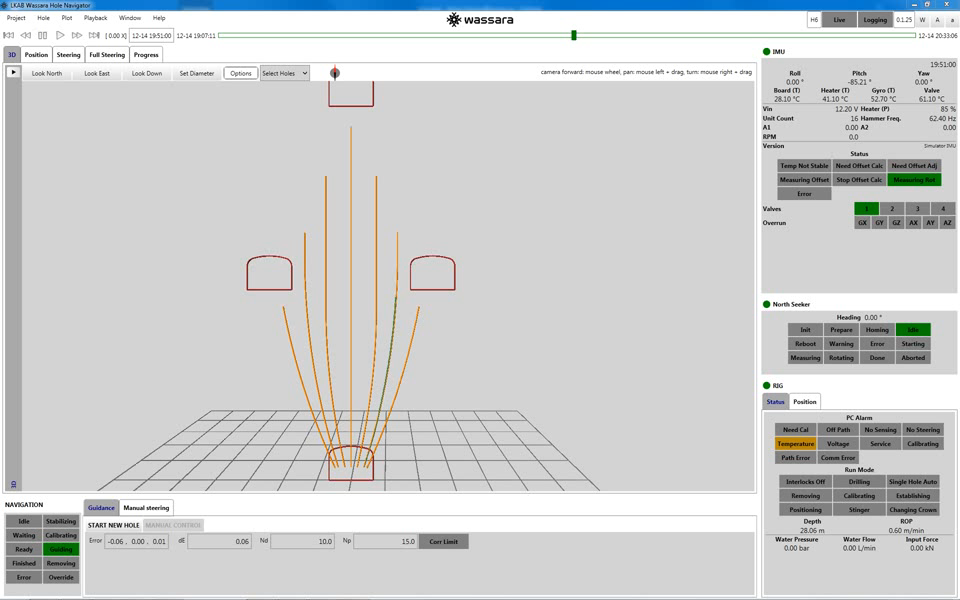 LKAB Wassara Hole Navigator
Project Hole Plot Playback Window Help
wassara
H6 Live Logging 0.1.25 W A a
[ 0.00 X ] 12-14 19:51:00 12-14 19:07:11 12-14 20:33:06
3D Position Steering Full Steering Progress
Look North Look East Look Down Set Diameter Options Select Holes
camera forward: mouse wheel, pan: mouse left + drag, turn: mouse right + drag
3D
IMU
19:51:00
Roll Pitch Yaw
0.00 ° -85.21 ° 0.00 °
Board (T) Heater (T) Gyro (T) Valve
28.10 °C 41.10 °C 52.70 °C 61.10 °C
Vin 12.20 V Heater (P) 85 %
Unit Count 16 Hammer Freq. 62.40 Hz
A1 0.00 A2 0.00
RPM 0.0
Version Simulator IMU
Status
Temp Not Stable Need Offset Calc Need Offset Adj
Measuring Offset Stop Offset Calc Measuring Rot
Error
Valves 1 2 3 4
Overrun GX GY GZ AX AY AZ
North Seeker
Heading 0.00 °
Init Prepare Homing Idle
Reboot Warning Error Starting
Measuring Rotating Done Aborted
RIG
Status Position
PC Alarm
Need Cal Off Path No Sensing No Steering
Temperature Voltage Service Calibrating
Path Error Comm Error
Run Mode
Interlocks Off Drilling Single Hole Auto
Removing Calibrating Establishing
Positioning Stinger Changing Crown
Depth ROP
28.06 m 0.60 m/min
Water Pressure Water Flow Input Force
0.00 bar 0.00 L/min 0.00 kN
NAVIGATION
Idle Stabilizing
Waiting Calibrating
Ready Guiding
Finished Removing
Error Override
Guidance Manual steering
START NEW HOLE MANUAL CONTROL
Error -0.06 , 0.00 , 0.01 dE 0.06 Nd 10.0 Np 15.0 Corr Limit